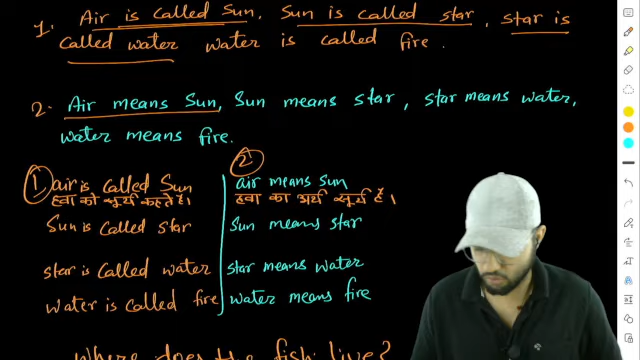 1. Air is called Sun, Sun is called star, star is
called water water is called fire.
2. Air means Sun, Sun means star, star means water,
water means fire.
1 air is called Sun
हवा को सूर्य कहते हैं।
Sun is called star
star is called water
water is called fire
2
air means Sun
हवा का अर्थ सूर्य हैं।
Sun means star
star means water
water means fire
Where does the fish live?